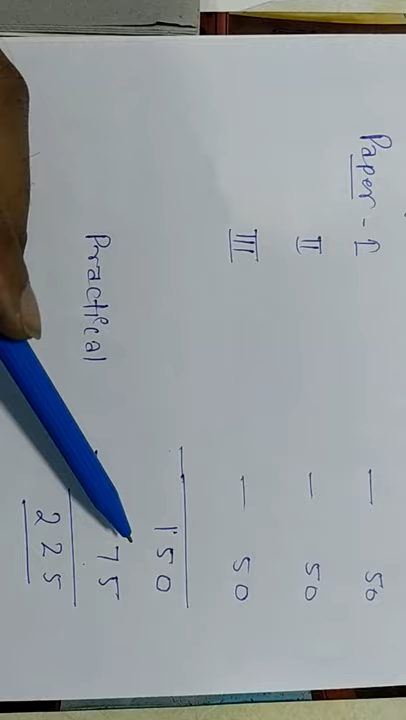 Paper - I — 50
II — 50
III — 50
150
Practical 75
225